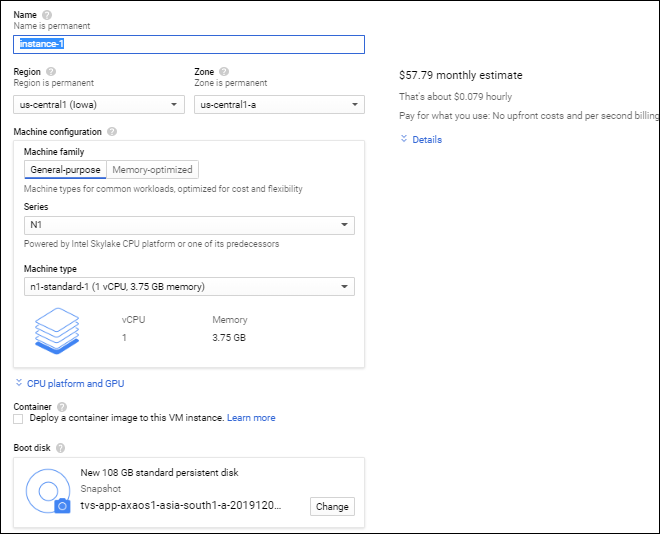 Name
Name is permanent
instance-1
Region
Zone
Region is permanent
Zone is permanent
us-central1 (Iowa)
us-central1-a
$57.79 monthly estimate
That's about $0.079 hourly
Pay for what you use: No upfront costs and per second billing
Details
Machine configuration
Machine family
General-purpose
Memory-optimized
Machine types for common workloads, optimized for cost and flexibility
Series
N1
Powered by Intel Skylake CPU platform or one of its predecessors
Machine type
n1-standard-1 (1 vCPU, 3.75 GB memory)
vCPU
Memory
1
3.75 GB
CPU platform and GPU
Container
Deploy a container image to this VM instance. Learn more
Boot disk
New 108 GB standard persistent disk
Snapshot
tvs-app-axaos1-asia-south1-a-2019120...
Change